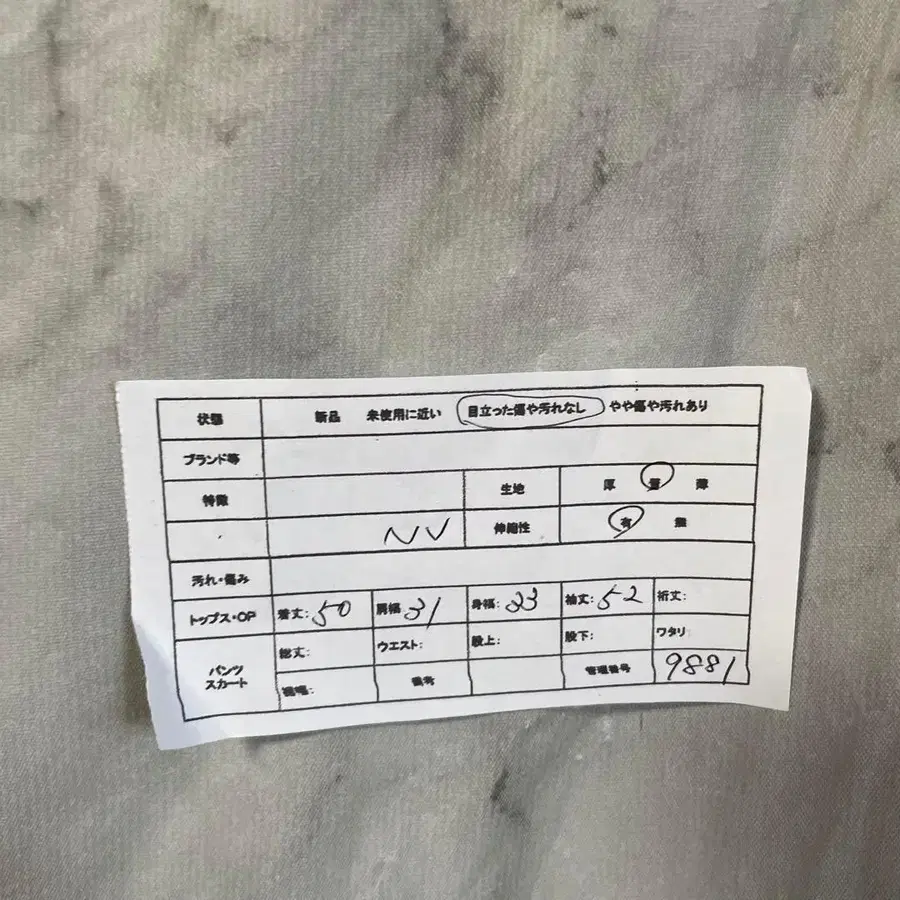 状態 新品 未使用に近い 目立った傷や汚れなし やや傷や汚れあり
ブランド等
特徴 生地 厚 普 薄
NV 伸縮性 有 無
汚れ・傷み
トップス・OP 着丈: 50 肩幅: 31 身幅: 33 袖丈: 52 裄丈:
パンツ スカート 総丈: ウエスト: 股上: 股下: ワタリ:
裾幅: 備考 管理番号 9881